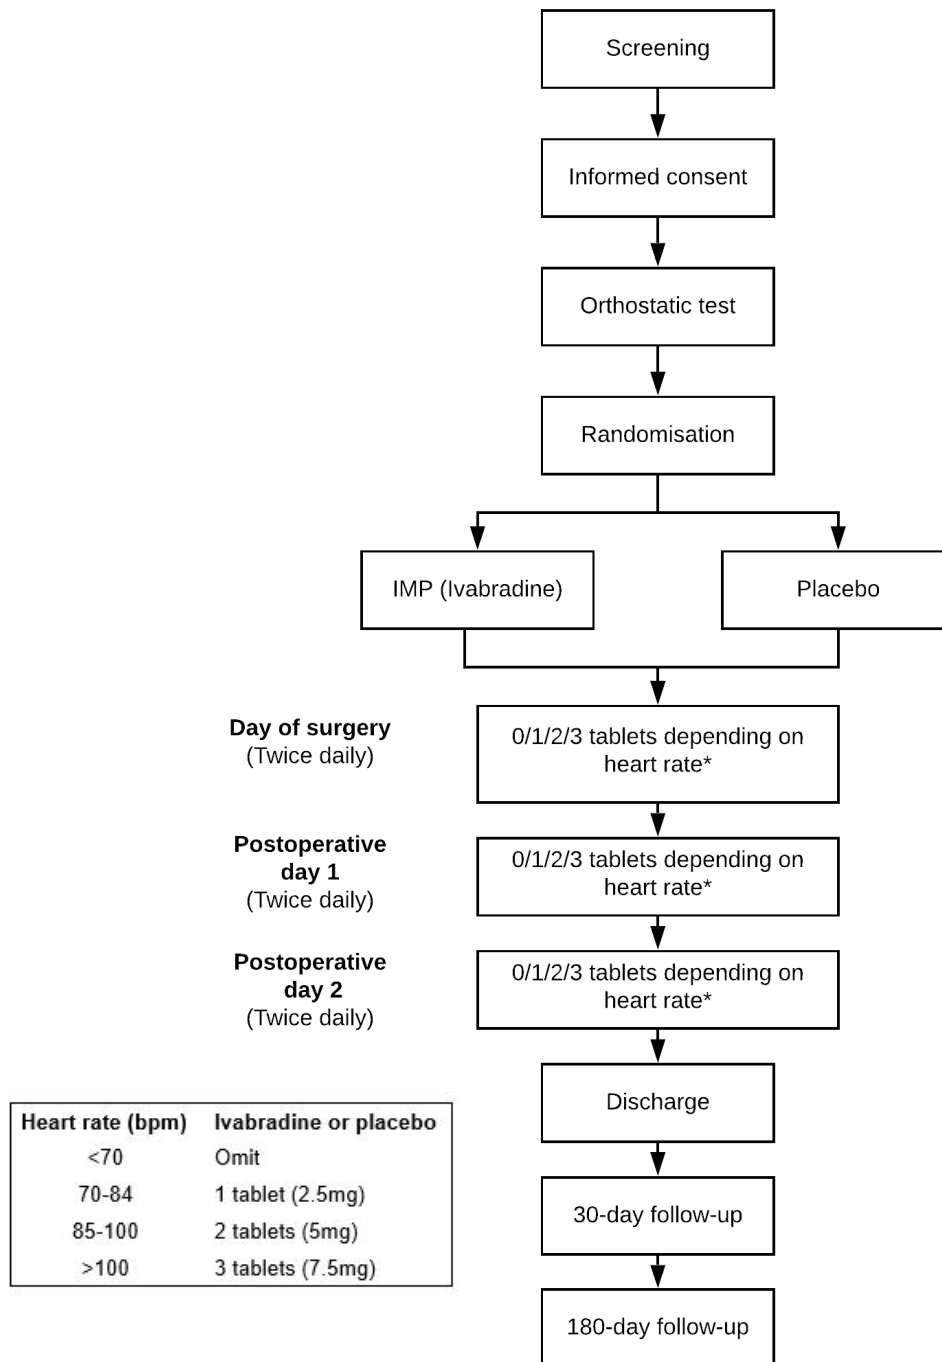 Screening
Informed consent
Orthostatic test
Randomisation
IMP (Ivabradine)
Placebo
Day of surgery
(Twice daily)
0/1/2/3 tablets depending on
heart rate*
Postoperative
day 1
(Twice daily)
0/1/2/3 tablets depending on
heart rate*
Postoperative
day 2
(Twice daily)
0/1/2/3 tablets depending on
heart rate*
Discharge
30-day follow-up
180-day follow-up
Heart rate (bpm) Ivabradine or placebo
<70 Omit
70-84 1 tablet (2.5mg)
85-100 2 tablets (5mg)
>100 3 tablets (7.5mg)